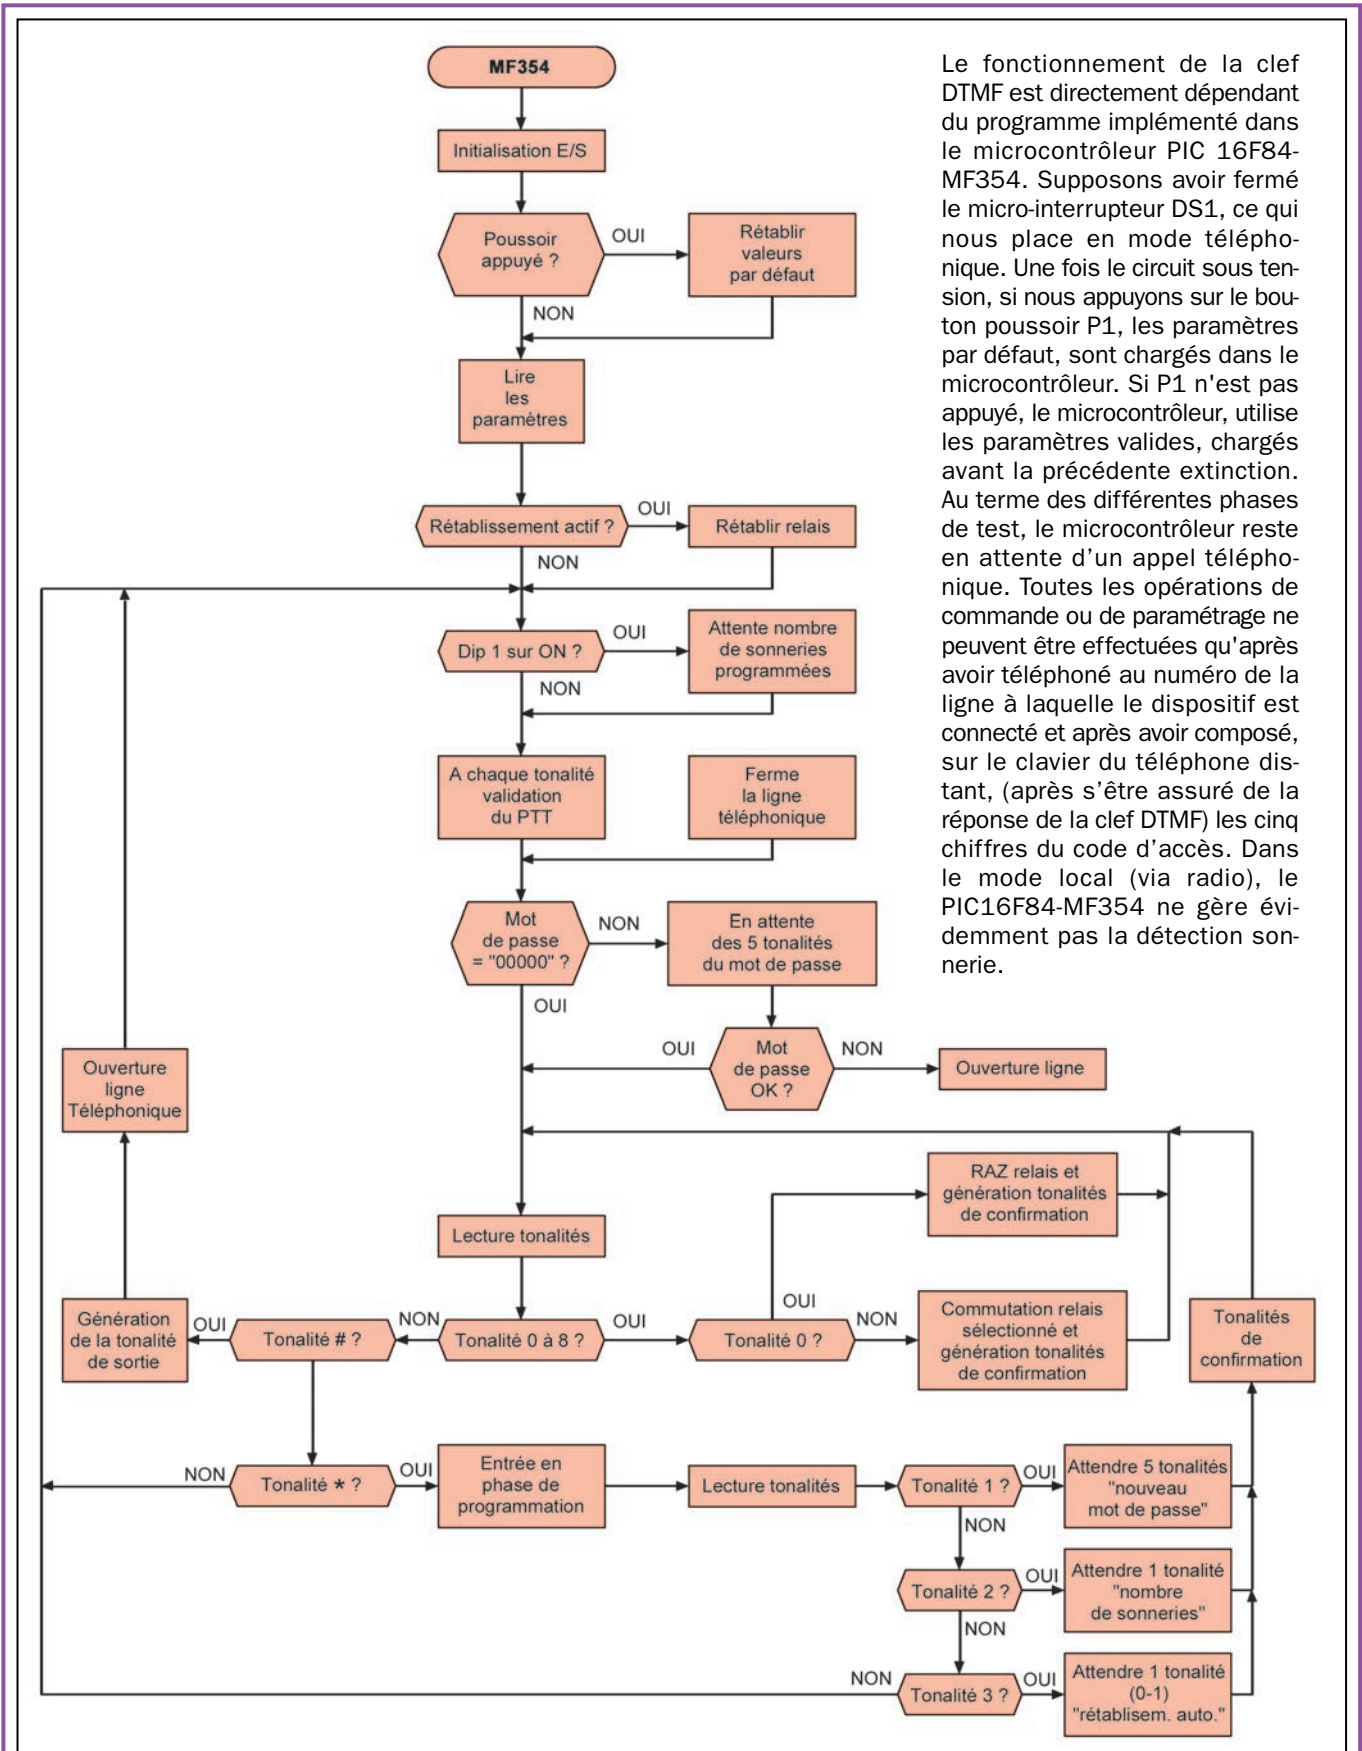 MF354
Initialisation E/S
Poussoir
appuyé ?
OUI
Rétablir
valeurs
par défaut
NON
Lire
les
paramètres
Rétablissement actif ?
OUI
Rétablir relais
NON
Dip 1 sur ON ?
OUI
Attente nombre
de sonneries
programmées
NON
A chaque tonalité
validation
du PTT
Ferme
la ligne
téléphonique
Mot
de passe
= "00000" ?
NON
En attente
des 5 tonalités
du mot de passe
OUI
OUI
Mot
de passe
OK ?
NON
Ouverture ligne
Ouverture
ligne
Téléphonique
RAZ relais et
génération tonalités
de confirmation
Lecture tonalités
Génération
de la tonalité
de sortie
OUI
Tonalité # ?
NON
Tonalité 0 à 8 ?
OUI
Tonalité 0 ?
OUI
NON
Commutation relais
sélectionné et
génération tonalités
de confirmation
Tonalités
de
confirmation
NON
Tonalité * ?
OUI
Entrée en
phase de
programmation
Lecture tonalités
Tonalité 1 ?
OUI
Attendre 5 tonalités
"nouveau
mot de passe"
NON
Tonalité 2 ?
OUI
Attendre 1 tonalité
"nombre
de sonneries"
NON
NON
Tonalité 3 ?
OUI
Attendre 1 tonalité
(0-1)
"rétablisem. auto."
Le fonctionnement de la clef
DTMF est directement dépendant
du programme implémenté dans
le microcontrôleur PIC 16F84-
MF354. Supposons avoir fermé
le micro-interrupteur DS1, ce qui
nous place en mode télépho-
nique. Une fois le circuit sous ten-
sion, si nous appuyons sur le bou-
ton poussoir P1, les paramètres
par défaut, sont chargés dans le
microcontrôleur. Si P1 n'est pas
appuyé, le microcontrôleur, utilise
les paramètres valides, chargés
avant la précédente extinction.
Au terme des différentes phases
de test, le microcontrôleur reste
en attente d'un appel télépho-
nique. Toutes les opérations de
commande ou de paramétrage ne
peuvent être effectuées qu'après
avoir téléphoné au numéro de la
ligne à laquelle le dispositif est
connecté et après avoir composé,
sur le clavier du téléphone dis-
tant, (après s'être assuré de la
réponse de la clef DTMF) les cinq
chiffres du code d'accès. Dans
le mode local (via radio), le
PIC16F84-MF354 ne gère évi-
demment pas la détection son-
nerie.